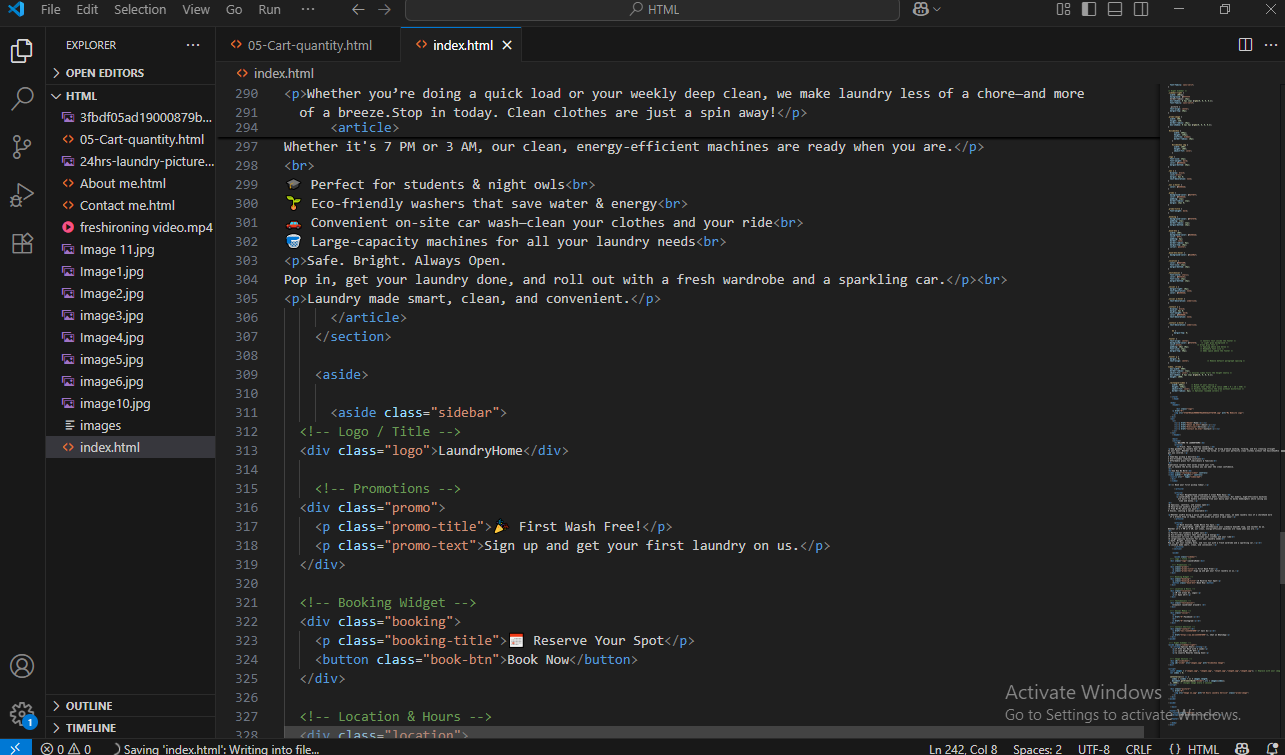 File Edit Selection View Go Run ··· ← → HTML
EXPLORER ···
OPEN EDITORS
HTML
3fbdf05ad19000879b...
05-Cart-quantity.html
24hrs-laundry-picture...
About me.html
Contact me.html
freshironing video.mp4
Image 11.jpg
Image1.jpg
Image2.jpg
image3.jpg
Image4.jpg
image5.jpg
image6.jpg
image10.jpg
images
index.html
OUTLINE
TIMELINE
1
05-Cart-quantity.html index.html
index.html
290 <p>Whether you’re doing a quick load or your weekly deep clean, we make laundry less of a chore—and more
291 of a breeze.Stop in today. Clean clothes are just a spin away!</p>
294 <article>
297 Whether it's 7 PM or 3 AM, our clean, energy-efficient machines are ready when you are.</p>
298 <br>
299 🎓 Perfect for students & night owls<br>
300 🌱 Eco-friendly washers that save water & energy<br>
301 🚗 Convenient on-site car wash—clean your clothes and your ride<br>
302 Large-capacity machines for all your laundry needs<br>
303 <p>Safe. Bright. Always Open.
304 Pop in, get your laundry done, and roll out with a fresh wardrobe and a sparkling car.</p><br>
305 <p>Laundry made smart, clean, and convenient.</p>
306 </article>
307 </section>
308
309 <aside>
310
311 <aside class="sidebar">
312 <!-- Logo / Title -->
313 <div class="logo">LaundryHome</div>
314
315 <!-- Promotions -->
316 <div class="promo">
317 <p class="promo-title">🎉 First Wash Free!</p>
318 <p class="promo-text">Sign up and get your first laundry on us.</p>
319 </div>
320
321 <!-- Booking Widget -->
322 <div class="booking">
323 <p class="booking-title">📅 Reserve Your Spot</p>
324 <button class="book-btn">Book Now</button>
325 </div>
326
327 <!-- Location & Hours -->
328 <div class="location">
Activate Windows
Go to Settings to activate Windows.
0 0 Saving 'index.html': Writing into file... Ln 242, Col 8 Spaces: 2 UTF-8 CRLF {} HTML